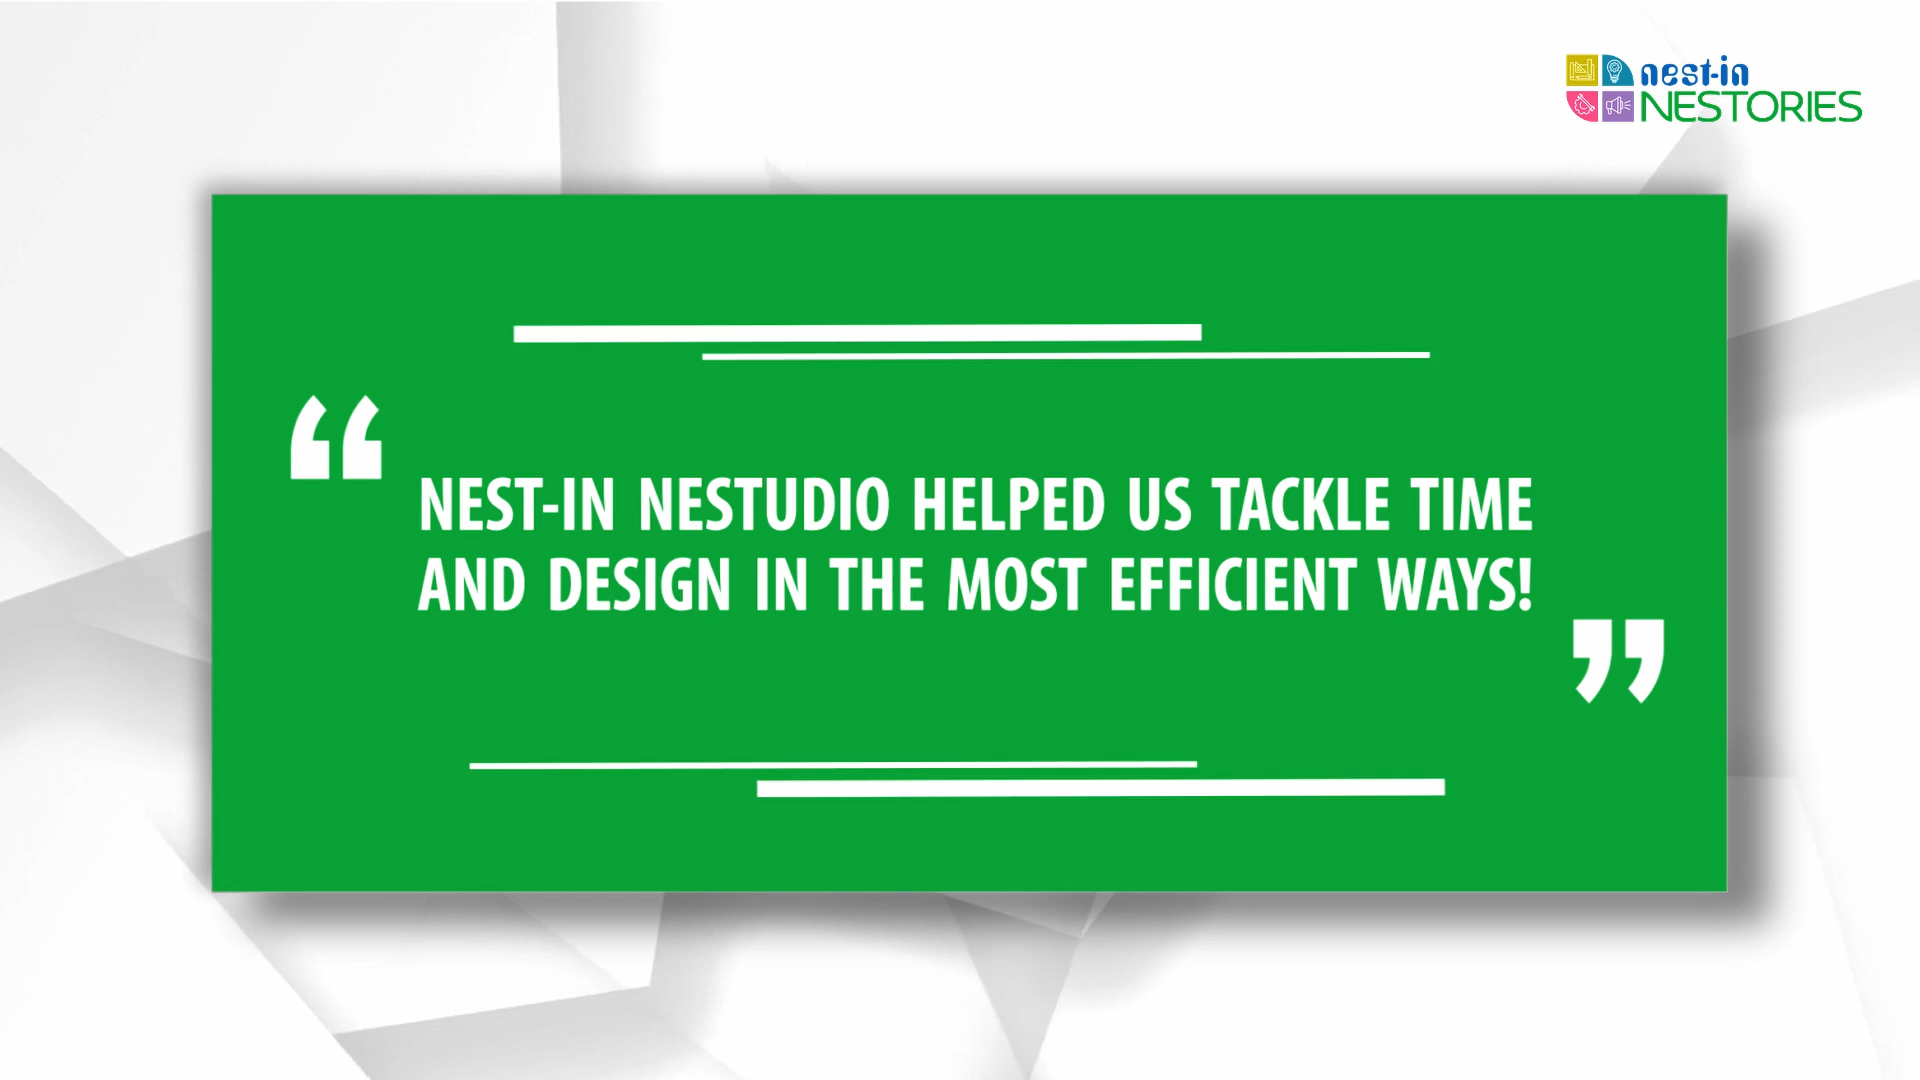 nest-in
NESTORIES
“
NEST-IN NESTUDIO HELPED US TACKLE TIME
AND DESIGN IN THE MOST EFFICIENT WAYS!
”